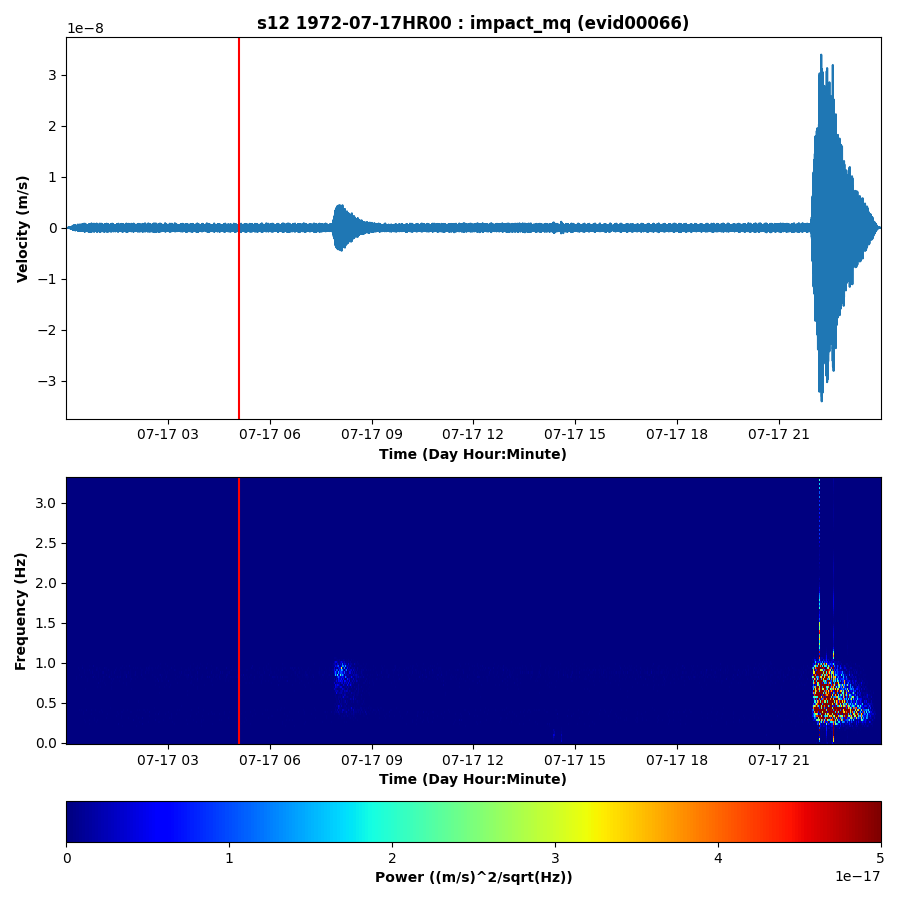 s12 1972-07-17HR00 : impact_mq (evid00066)
1e−8
3
2
1
0
−1
−2
−3
Velocity (m/s)
07-17 03 07-17 06 07-17 09 07-17 12 07-17 15 07-17 18 07-17 21
Time (Day Hour:Minute)
3.0
2.5
2.0
1.5
1.0
0.5
0.0
Frequency (Hz)
07-17 03 07-17 06 07-17 09 07-17 12 07-17 15 07-17 18 07-17 21
Time (Day Hour:Minute)
0 1 2 3 4 5
1e−17
Power ((m/s)^2/sqrt(Hz))